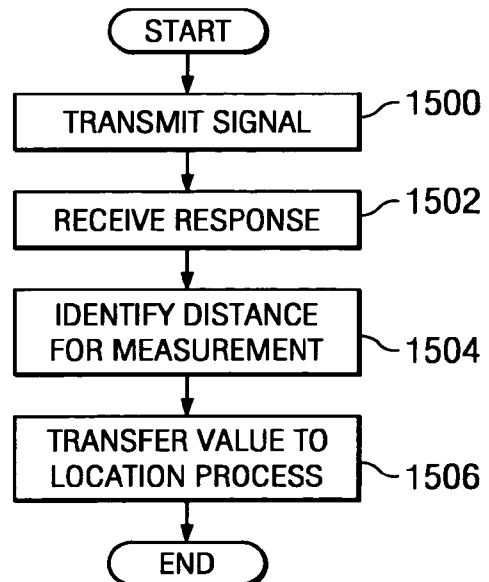 START
TRANSMIT SIGNAL
1500
RECEIVE RESPONSE
1502
IDENTIFY DISTANCE
FOR MEASUREMENT
1504
TRANSFER VALUE TO
LOCATION PROCESS
1506
END